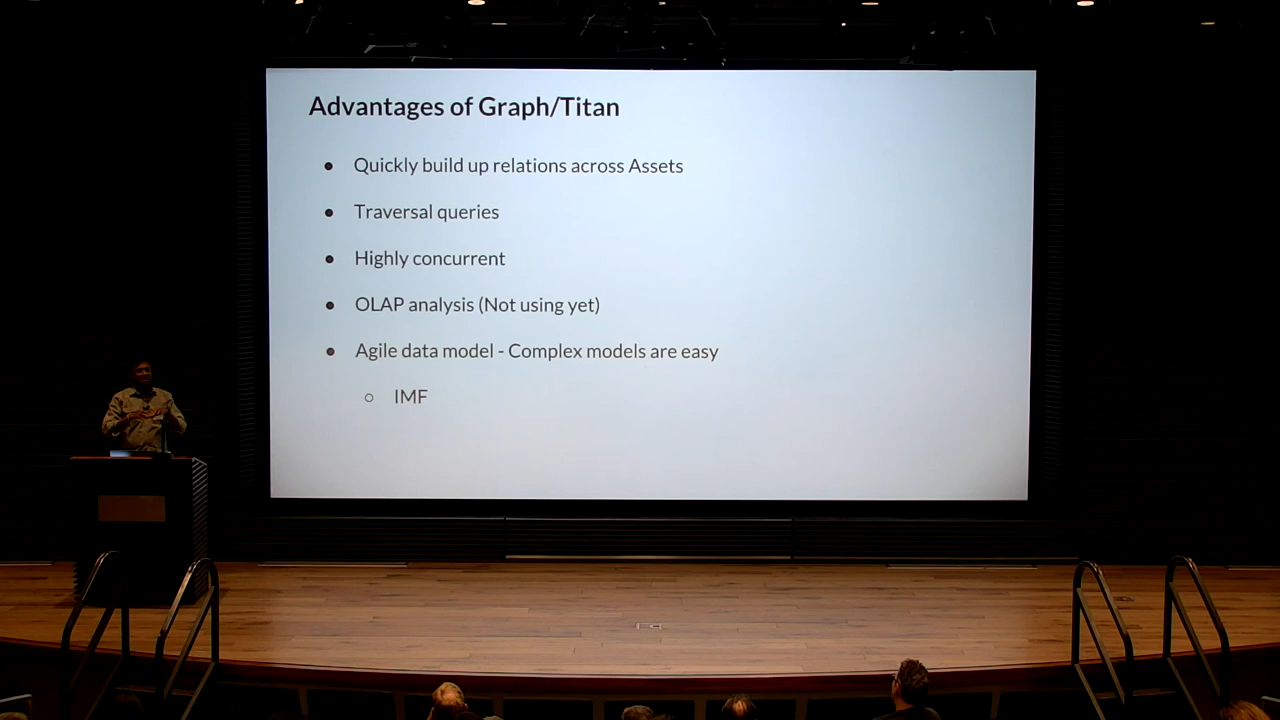 Advantages of Graph/Titan
● Quickly build up relations across Assets
● Traversal queries
● Highly concurrent
● OLAP analysis (Not using yet)
● Agile data model - Complex models are easy
○ IMF